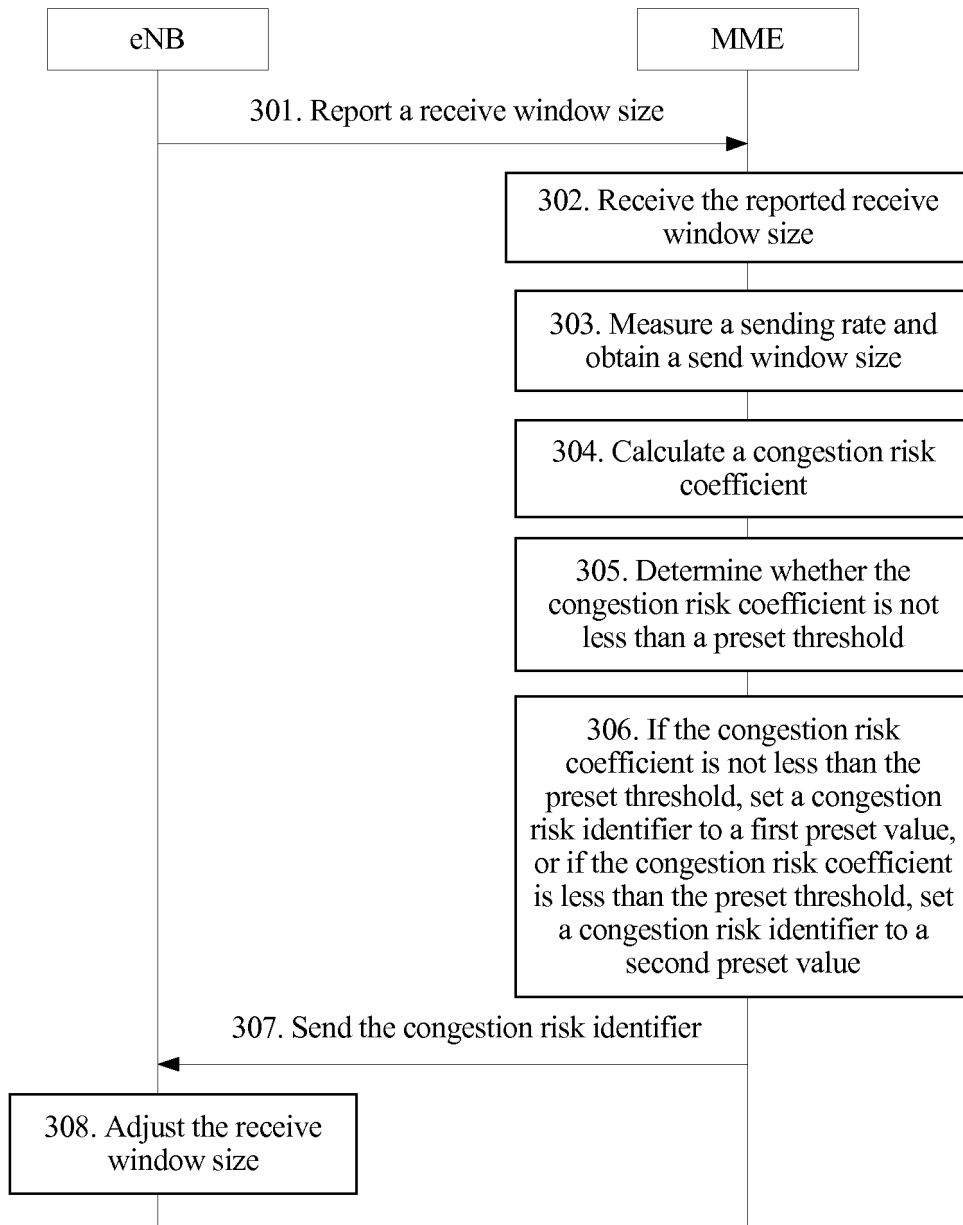 eNB
MME
301. Report a receive window size
302. Receive the reported receive
window size
303. Measure a sending rate and
obtain a send window size
304. Calculate a congestion risk
coefficient
305. Determine whether the
congestion risk coefficient is not
less than a preset threshold
306. If the congestion risk
coefficient is not less than the
preset threshold, set a congestion
risk identifier to a first preset value,
or if the congestion risk coefficient
is less than the preset threshold, set
a congestion risk identifier to a
second preset value
307. Send the congestion risk identifier
308. Adjust the receive
window size